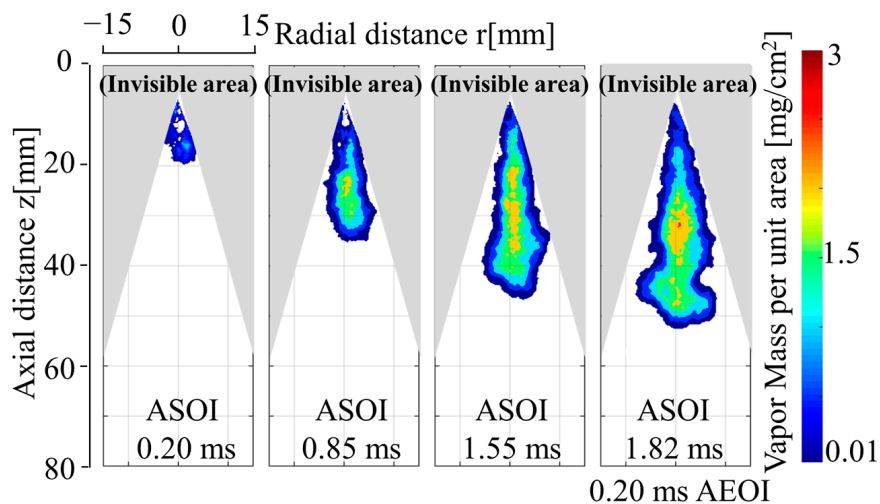 −15 0 15 Radial distance r[mm]
0
20
40
60
80
Axial distance z[mm]
(Invisible area) (Invisible area) (Invisible area) (Invisible area)
ASOI ASOI ASOI ASOI
0.20 ms 0.85 ms 1.55 ms 1.82 ms
0.20 ms AEOI
Vapor Mass per unit area [mg/cm²]
3
1.5
0.01